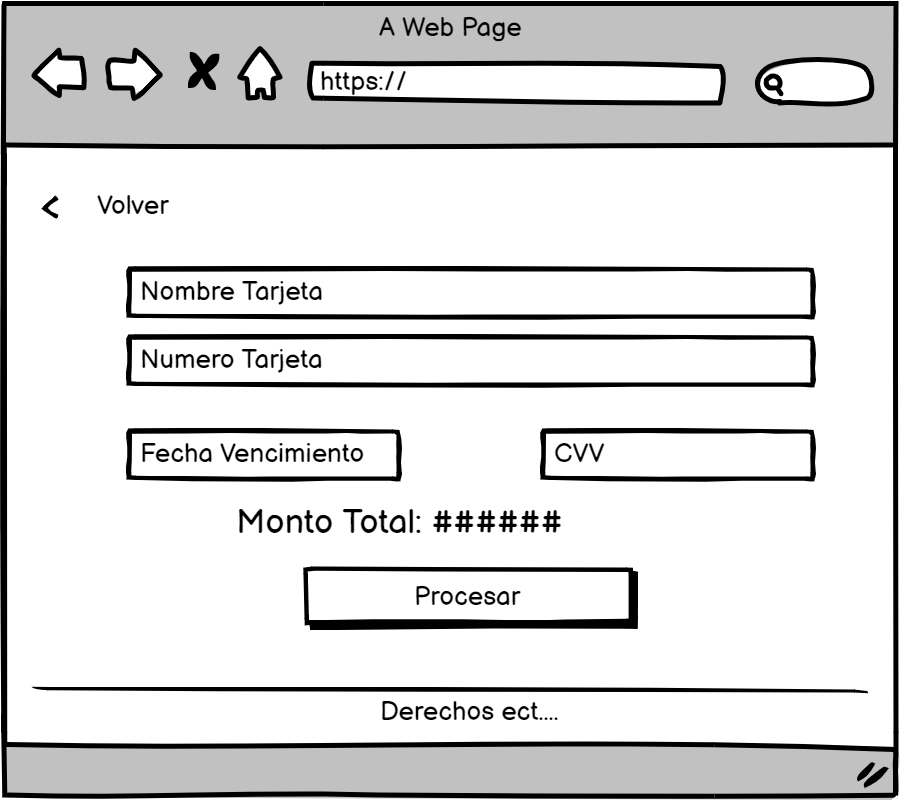 A Web Page
https://
Volver
Nombre Tarjeta
Numero Tarjeta
Fecha Vencimiento CVV
Monto Total: ######
Procesar
Derechos ect....